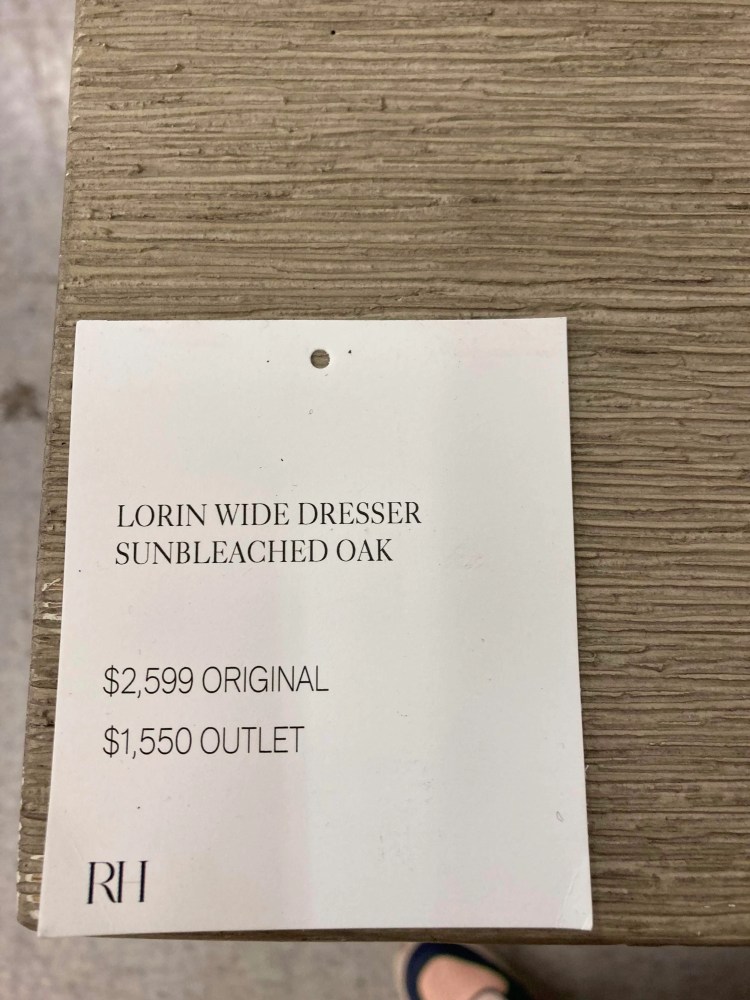 LORIN WIDE DRESSER
SUNBLEACHED OAK
$2,599 ORIGINAL
$1,550 OUTLET
RH